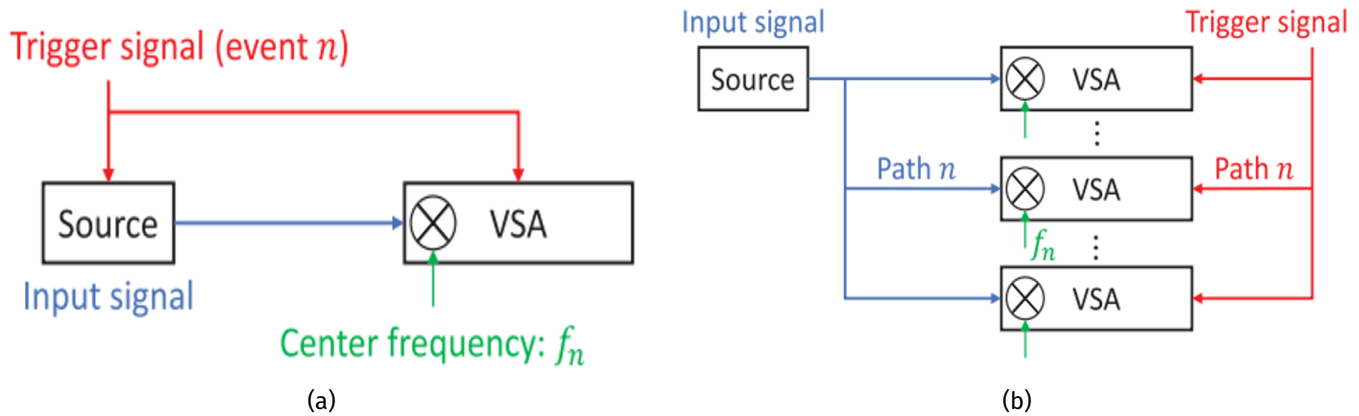 Trigger signal (event n)
Source
VSA
Input signal
Center frequency: fₙ
(a)
Input signal
Trigger signal
Source
VSA
⋮
Path n
VSA
Path n
fₙ
⋮
VSA
(b)